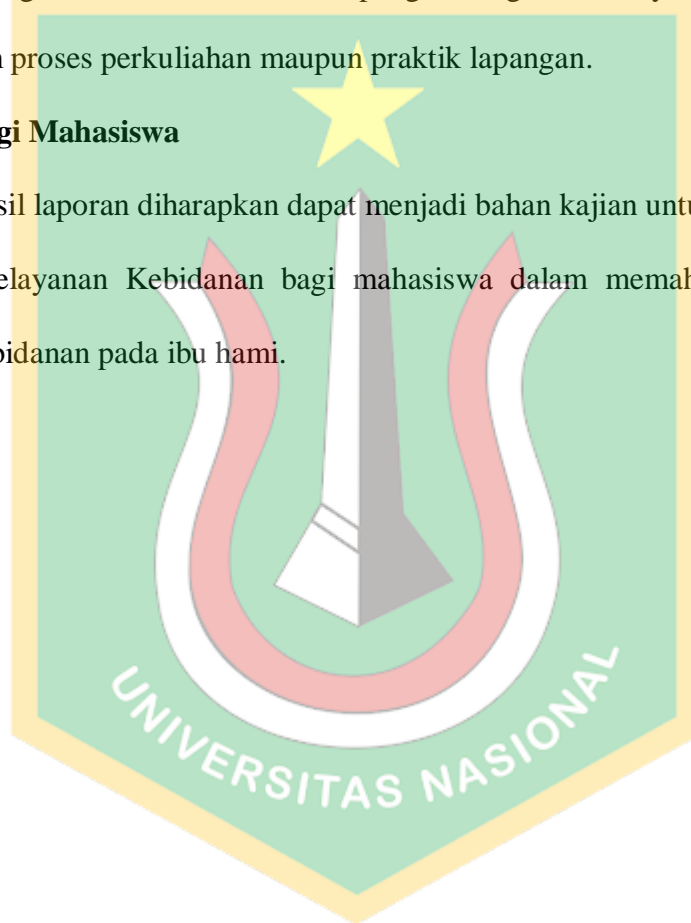 proses perkuliahan maupun praktik lapangan.
gi Mahasiswa
sil laporan diharapkan dapat menjadi bahan kajian untu
elayanan Kebidanan bagi mahasiswa dalam memah
bidanan pada ibu hami.
UNIVERSITAS NASIONAL